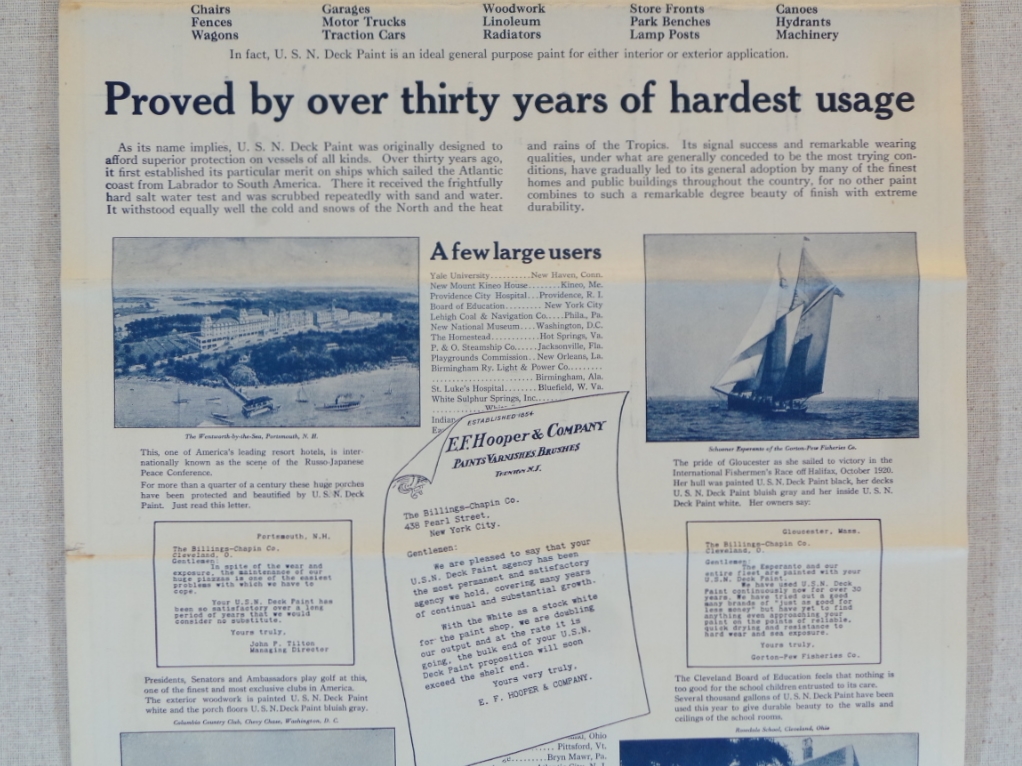 Chairs Garages Woodwork Store Fronts Canoes
Fences Motor Trucks Linoleum Park Benches Hydrants
Wagons Traction Cars Radiators Lamp Posts Machinery
In fact, U. S. N. Deck Paint is an ideal general purpose paint for either interior or exterior application.
Proved by over thirty years of hardest usage
As its name implies, U. S. N. Deck Paint was originally designed to
afford superior protection on vessels of all kinds. Over thirty years ago,
it first established its particular merit on ships which sailed the Atlantic
coast from Labrador to South America. There it received the frightfully
hard salt water test and was scrubbed repeatedly with sand and water.
It withstood equally well the cold and snows of the North and the heat
and rains of the Tropics. Its signal success and remarkable wearing
qualities, under what are generally conceded to be the most trying con-
ditions, have gradually led to its general adoption by many of the finest
homes and public buildings throughout the country, for no other paint
combines to such a remarkable degree beauty of finish with extreme
durability.
The Wentworth-by-the-Sea, Portsmouth, N. H.
This, one of America's leading resort hotels, is inter-
nationally known as the scene of the Russo-Japanese
Peace Conference.
For more than a quarter of a century these huge porches
have been protected and beautified by U. S. N. Deck
Paint. Just read this letter.
Portsmouth, N.H.
The Billings-Chapin Co.
Cleveland, O.
Gentlemen:
In spite of the wear and
exposure, the maintenance of our
huge piazzas is one of the easiest
problems with which we have to
cope.
Your U.S.N. Deck Paint has
been so satisfactory over a long
period of years that we would
consider no substitute.
Yours truly,
John P. Tilton
Managing Director
Presidents, Senators and Ambassadors play golf at this,
one of the finest and most exclusive clubs in America.
The exterior woodwork is painted U. S. N. Deck Paint
white and the porch floors U. S. N. Deck Paint bluish gray.
Columbia Country Club, Chevy Chase, Washington, D. C.
A few large users
Yale University..........New Haven, Conn.
New Mount Kineo House........Kineo, Me.
Providence City Hospital...Providence, R. I.
Board of Education.........New York City
Lehigh Coal & Navigation Co.....Phila., Pa.
New National Museum....Washington, D.C.
The Homestead............Hot Springs, Va.
P. & O. Steamship Co......Jacksonville, Fla.
Playgrounds Commission..New Orleans, La.
Birmingham Ry. Light & Power Co.........
..........................Birmingham, Ala.
St. Luke's Hospital........Bluefield, W. Va.
White Sulphur Springs, Inc.
Indian
ESTABLISHED 1854
E.F. Hooper & Company
Paints Varnishes Brushes
The Billings-Chapin Co.
438 Pearl Street,
New York City.
Gentlemen:
We are pleased to say that your
U.S.N. Deck Paint agency has been
the most permanent and satisfactory
agency we hold, covering many years
of continual and substantial growth.
With the White as a stock white
for the paint shop, we are doubling
our output and at the rate it is
going, the bulk end of your U.S.N.
Deck Paint proposition will soon
exceed the shelf end.
Yours very truly,
E. F. HOOPER & COMPANY.
Ohio
Pittsford, Vt.
Bryn Mawr, Pa.
Schooner Esperanto of the Gorton-Pew Fisheries Co.
The pride of Gloucester as she sailed to victory in the
International Fishermen's Race off Halifax, October 1920.
Her hull was painted U. S. N. Deck Paint black, her decks
U. S. N. Deck Paint bluish gray and her inside U. S. N.
Deck Paint white. Her owners say:
Gloucester, Mass.
The Billings-Chapin Co.
Cleveland, O.
Gentlemen:
The Esperanto and our
entire fleet are painted with your
U.S.N. Deck Paint.
We have used U.S.N. Deck
Paint continuously now for over 20
years. We have tried out a good
many brands of "just as good for
less money" but have yet to find
anything even approaching your
paint on the points of reliable,
quick drying and resistance to
hard wear and sea exposure.
Yours truly,
Gorton-Pew Fisheries Co.
The Cleveland Board of Education feels that nothing is
too good for the school children entrusted to its care.
Several thousand gallons of U. S. N. Deck Paint have been
used this year to give durable beauty to the walls and
ceilings of the school rooms.
School, Cleveland, Ohio